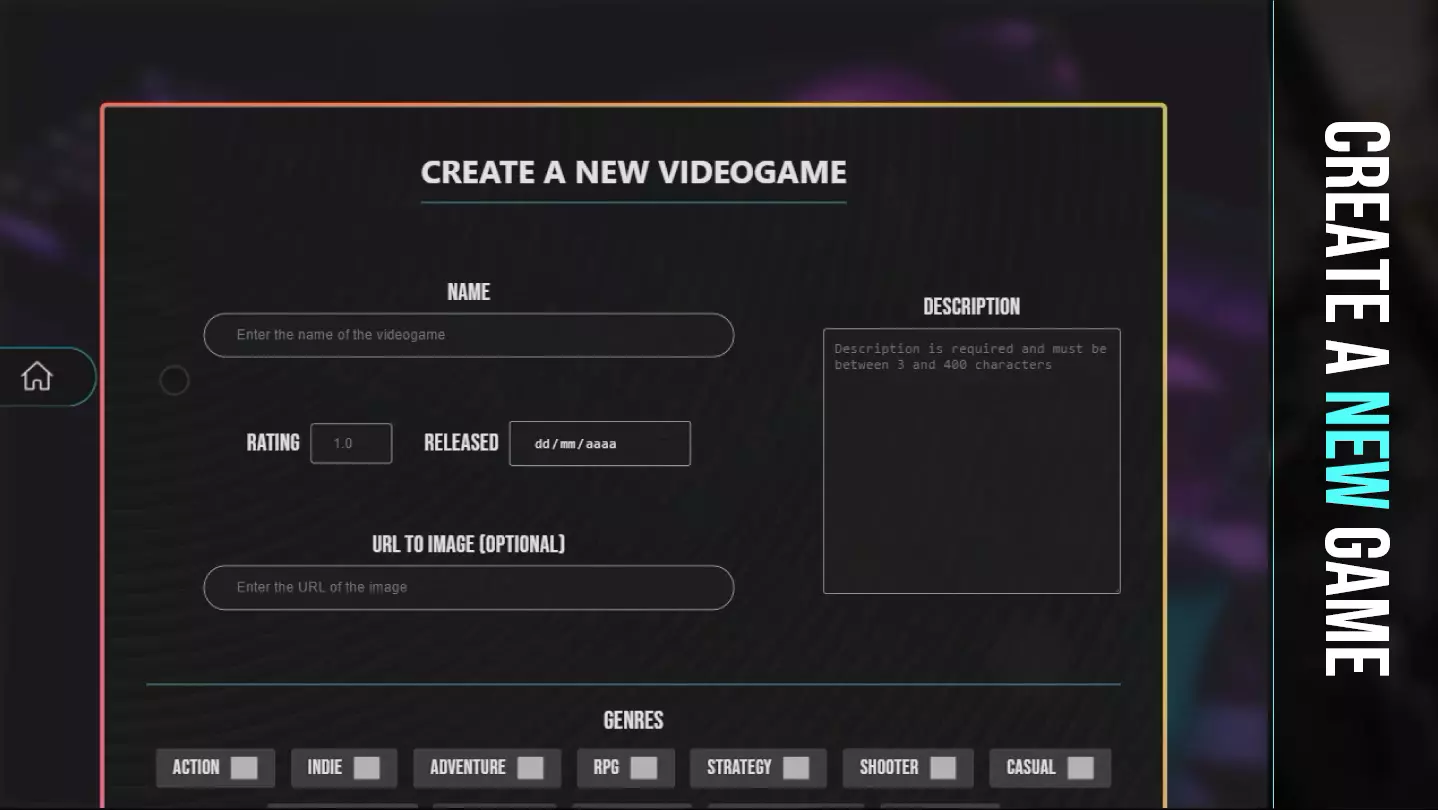 CREATE A NEW VIDEOGAME
NAME
Enter the name of the videogame
RATING 1.0 RELEASED dd/mm/aaaa
URL TO IMAGE (OPTIONAL)
Enter the URL of the image
DESCRIPTION
Description is required and must be
between 3 and 400 characters
GENRES
ACTION INDIE ADVENTURE RPG STRATEGY SHOOTER CASUAL
CREATE A NEW GAME